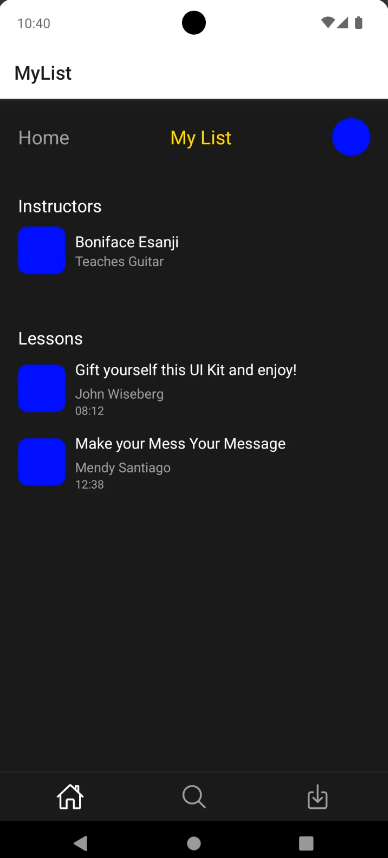 10:40
MyList
Home My List
Instructors
Boniface Esanji
Teaches Guitar
Lessons
Gift yourself this UI Kit and enjoy!
John Wiseberg
08:12
Make your Mess Your Message
Mendy Santiago
12:38